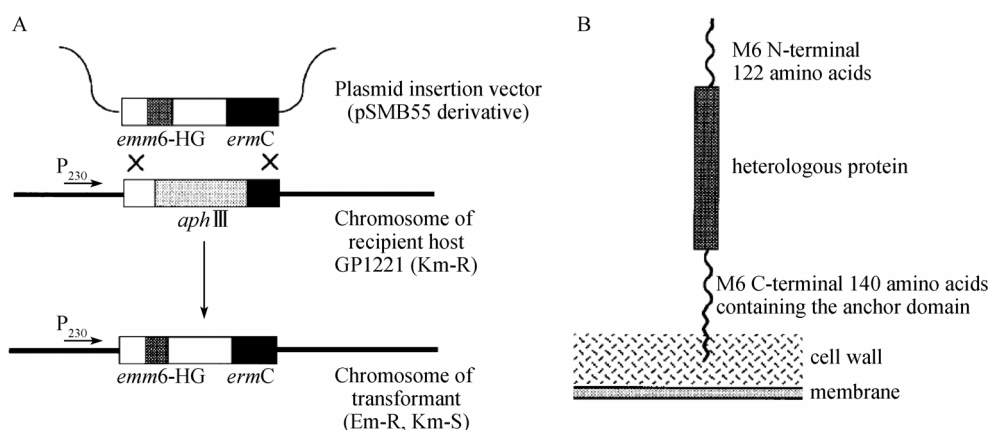 A
Plasmid insertion vector
(pSMB55 derivative)
emm6-HG ermC
P230
aphⅢ
Chromosome of
recipient host
GP1221 (Km-R)
P230
emm6-HG ermC
Chromosome of
transformant
(Em-R, Km-S)
B
M6 N-terminal
122 amino acids
heterologous protein
M6 C-terminal 140 amino acids
containing the anchor domain
cell wall
membrane